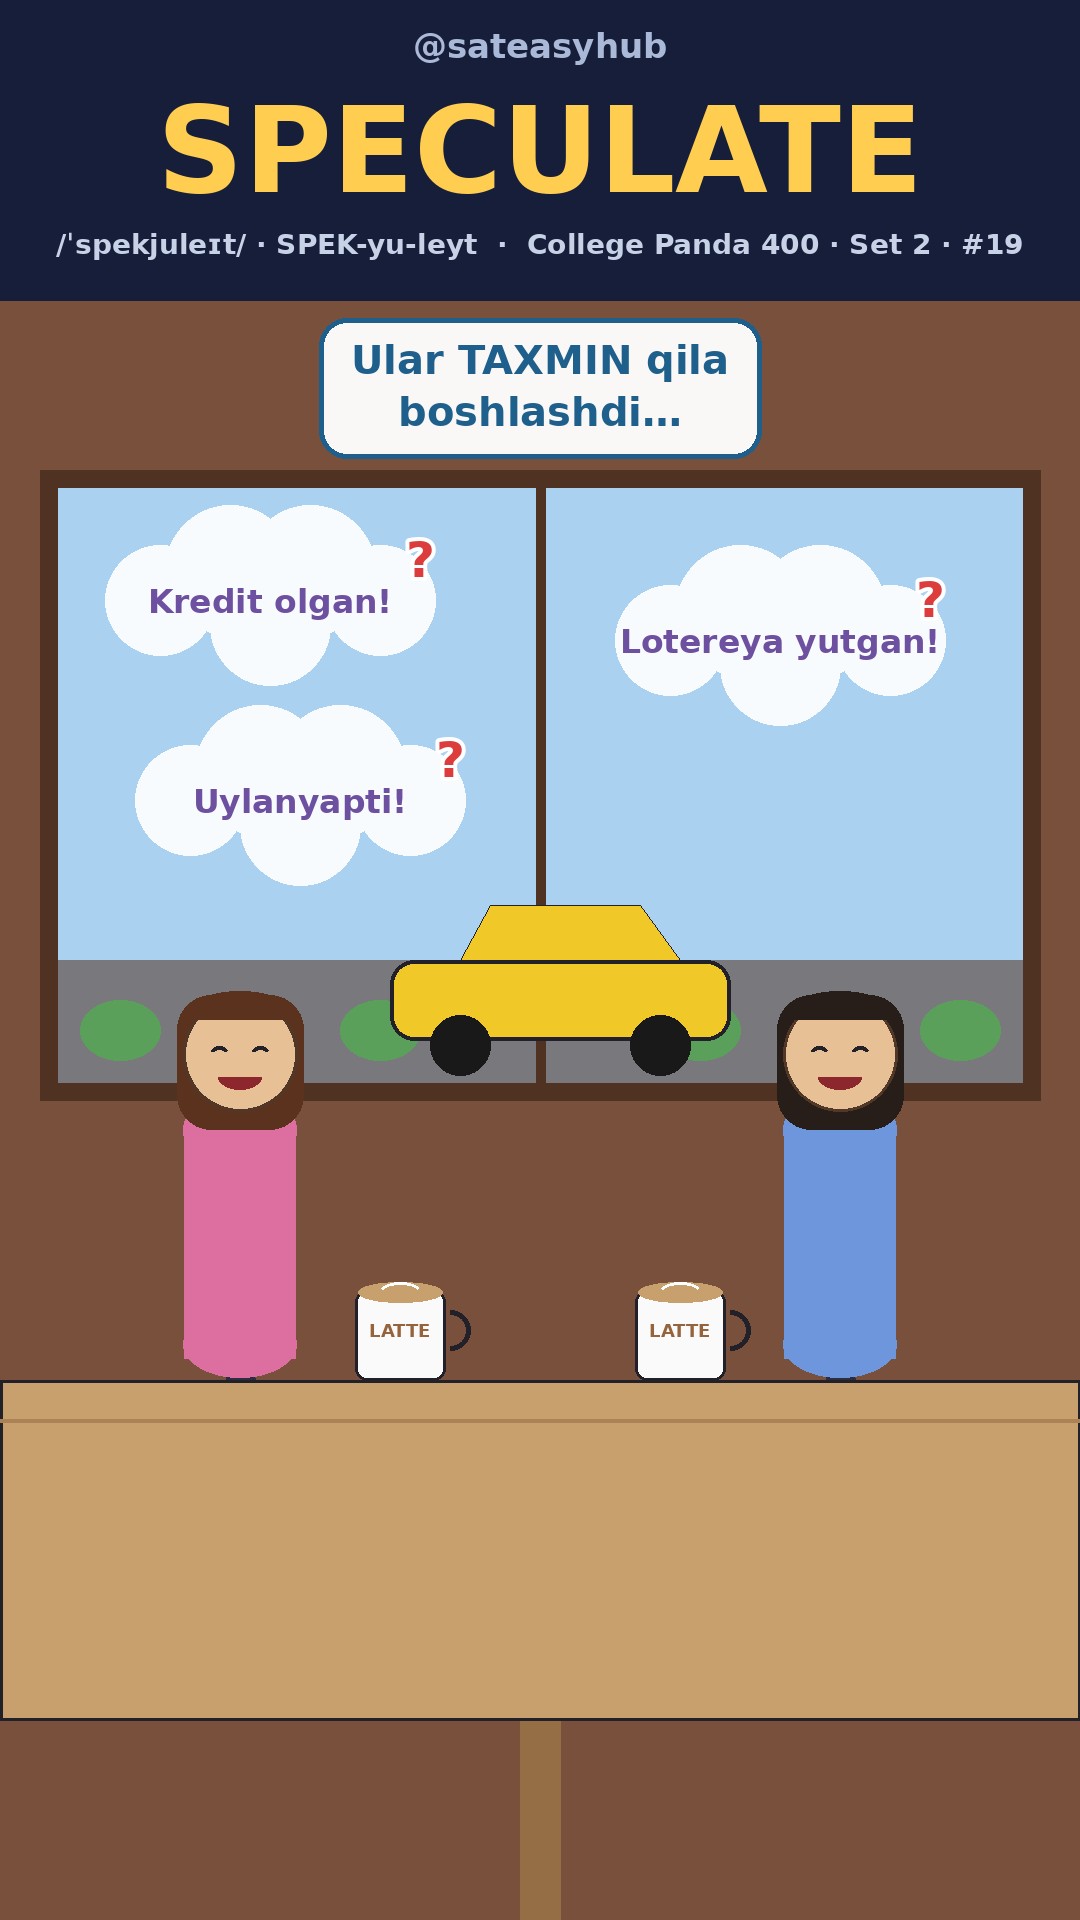 @sateasyhub
SPECULATE
/ˈspekjuleɪt/ · SPEK-yu-leyt · College Panda 400 · Set 2 · #19
Ular TAXMIN qila
boshlashdi...
?
Kredit olgan!
?
Lotereya yutgan!
?
Uylanyapti!
LATTE
LATTE